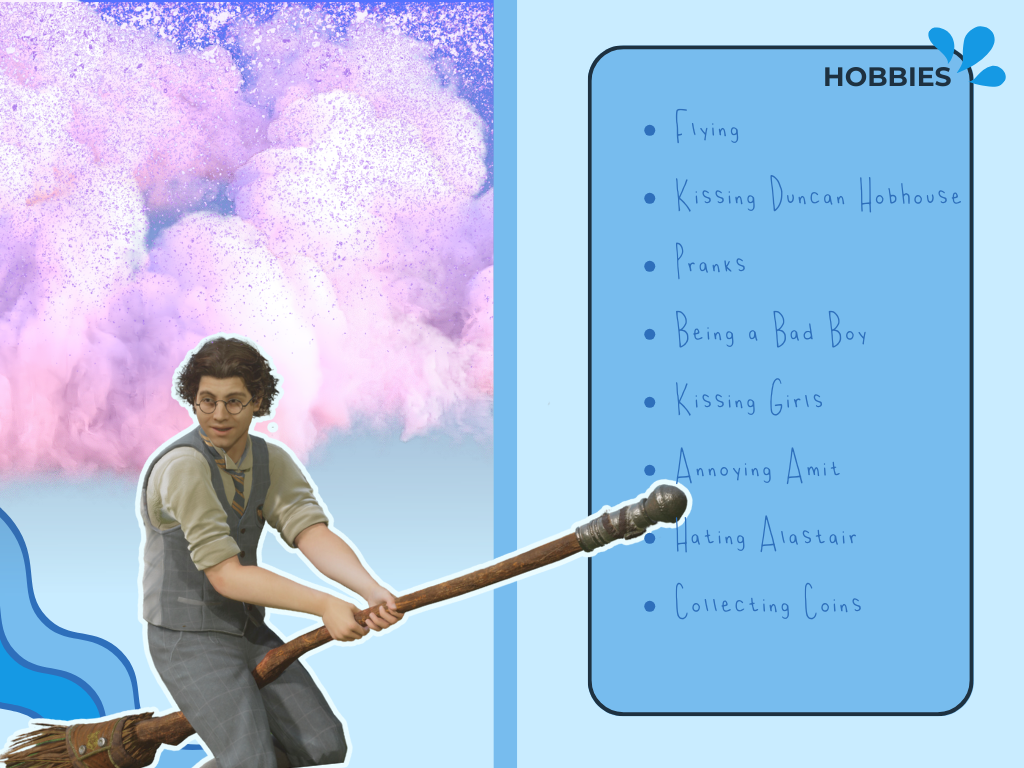 HOBBIES
Flying
Kissing Duncan Hobhouse
Pranks
Being a Bad Boy
Kissing Girls
Annoying Amit
Hating Alastair
Collecting Coins